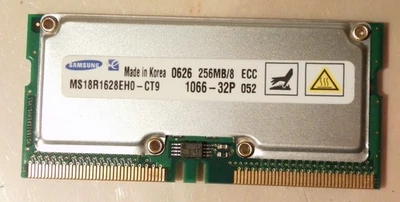 SAMSUNG Made in Korea 0626 256MB/8 ECC
MS18R1628EH0-CT9 1066-32P 052